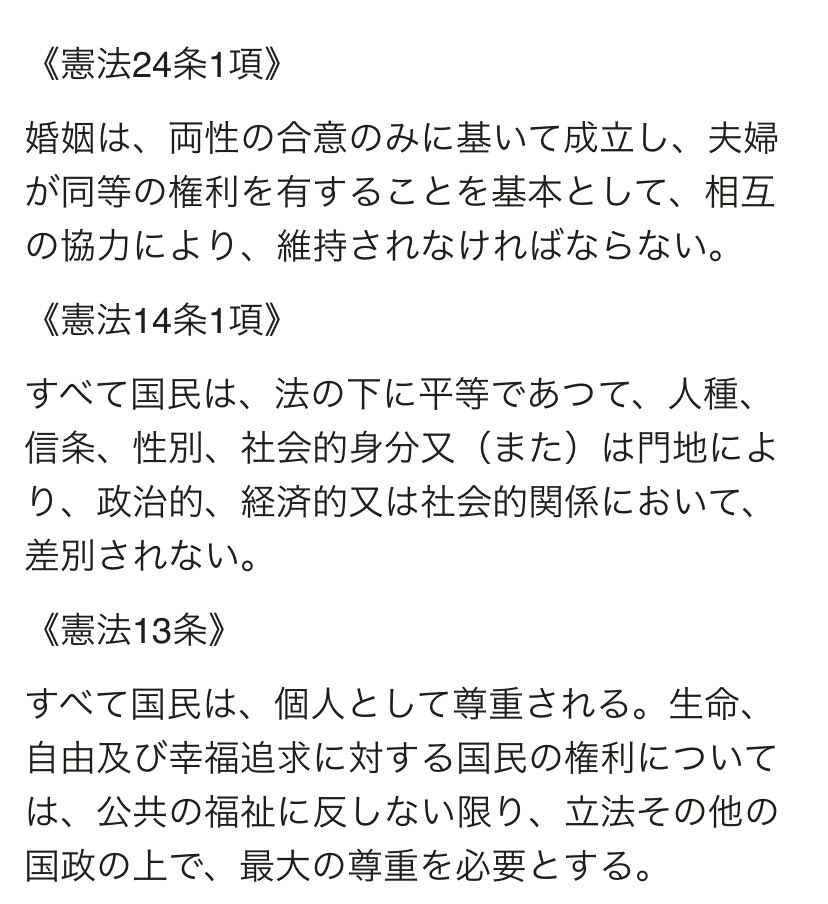 《憲法24条1項》
婚姻は、両性の合意のみに基いて成立し、夫婦
が同等の権利を有することを基本として、相互
の協力により、維持されなければならない。
《憲法14条1項》
すべて国民は、法の下に平等であつて、人種、
信条、性別、社会的身分又（また）は門地によ
り、政治的、経済的又は社会的関係において、
差別されない。
《憲法13条》
すべて国民は、個人として尊重される。生命、
自由及び幸福追求に対する国民の権利について
は、公共の福祉に反しない限り、立法その他の
国政の上で、最大の尊重を必要とする。